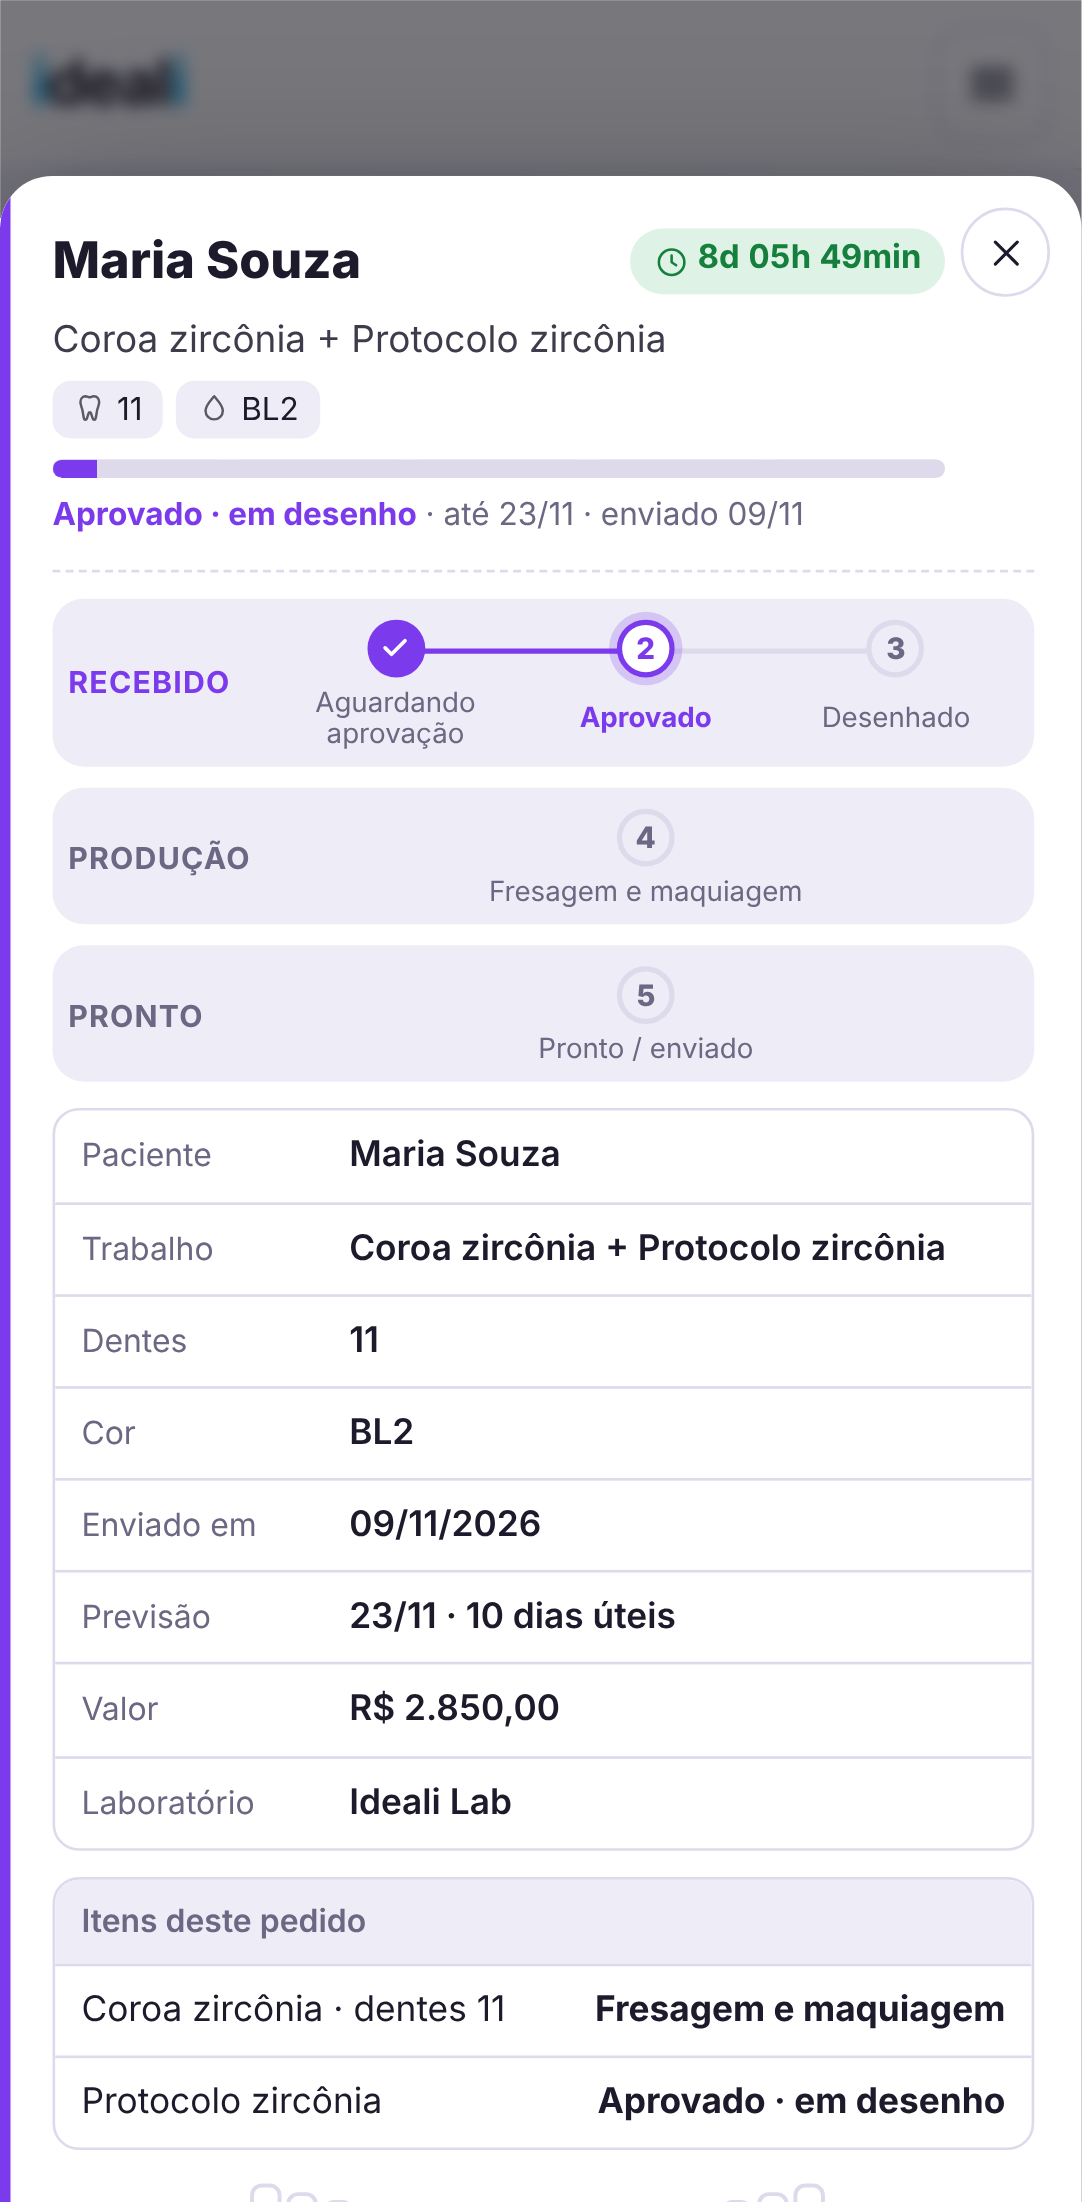 ideali
Maria Souza
8d 05h 49min
Coroa zircônia + Protocolo zircônia
11
BL2
Aprovado · em desenho · até 23/11 · enviado 09/11
RECEBIDO
Aguardando
aprovação
2
Aprovado
3
Desenhado
PRODUÇÃO
4
Fresagem e maquiagem
PRONTO
5
Pronto / enviado
Paciente Maria Souza
Trabalho Coroa zircônia + Protocolo zircônia
Dentes 11
Cor BL2
Enviado em 09/11/2026
Previsão 23/11 · 10 dias úteis
Valor R$ 2.850,00
Laboratório Ideali Lab
Itens deste pedido
Coroa zircônia · dentes 11 Fresagem e maquiagem
Protocolo zircônia Aprovado · em desenho